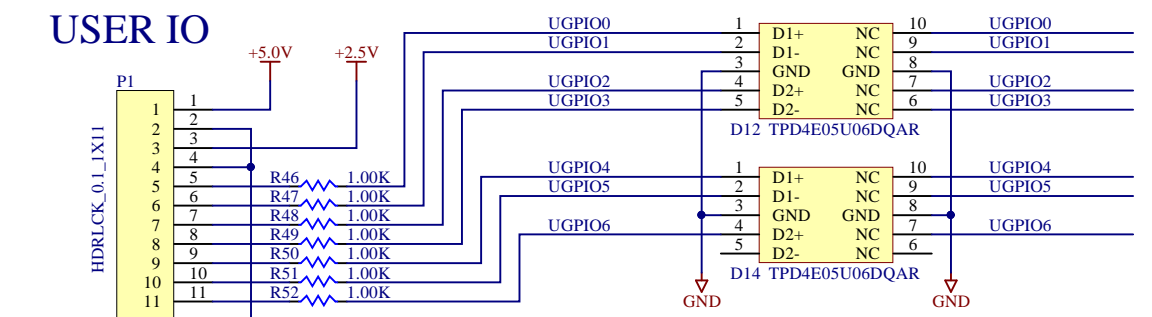 USER IO
+5.0V
+2.5V
P1
HDRLCK_0.1_1X11
1 1
2 2
3 3
4 4
5 5
6 6
7 7
8 8
9 9
10 10
11 11
R46 1.00K
R47 1.00K
R48 1.00K
R49 1.00K
R50 1.00K
R51 1.00K
R52 1.00K
UGPIO0 1 D1+ NC 10 UGPIO0
UGPIO1 2 D1- NC 9 UGPIO1
3 GND GND 8
UGPIO2 4 D2+ NC 7 UGPIO2
UGPIO3 5 D2- NC 6 UGPIO3
D12 TPD4E05U06DQAR
UGPIO4 1 D1+ NC 10 UGPIO4
UGPIO5 2 D1- NC 9 UGPIO5
3 GND GND 8
UGPIO6 4 D2+ NC 7 UGPIO6
5 D2- NC 6
D14 TPD4E05U06DQAR
GND
GND